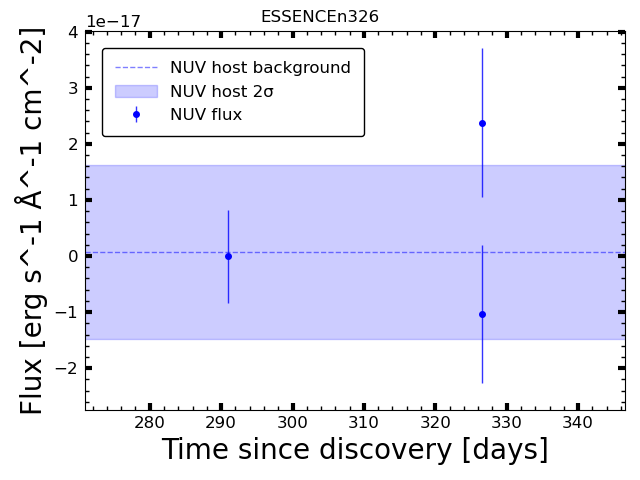 ESSENCEn326
1e−17
NUV host background
NUV host 2σ
NUV flux
4
3
2
1
0
−1
−2
280 290 300 310 320 330 340
Time since discovery [days]
Flux [erg s^-1 Å^-1 cm^-2]